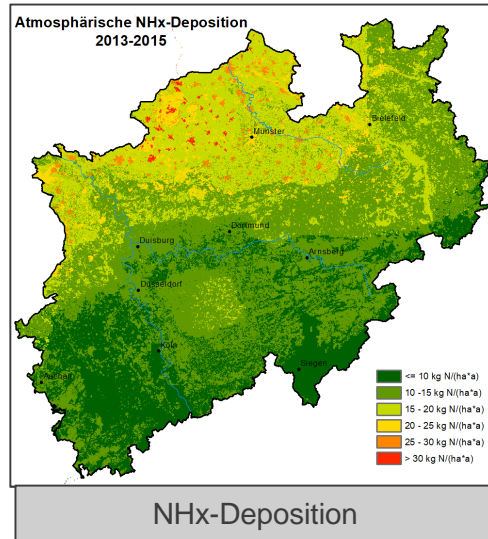 Atmosphärische NHx-Deposition
2013-2015
Bielefeld
Münster
Dortmund
Duisburg
Arnsberg
Düsseldorf
Köln
Siegen
Aachen
<= 10 kg N/(ha*a)
10 -15 kg N/(ha*a)
15 - 20 kg N/(ha*a)
20 - 25 kg N/(ha*a)
25 - 30 kg N/(ha*a)
> 30 kg N/(ha*a)
NHx-Deposition